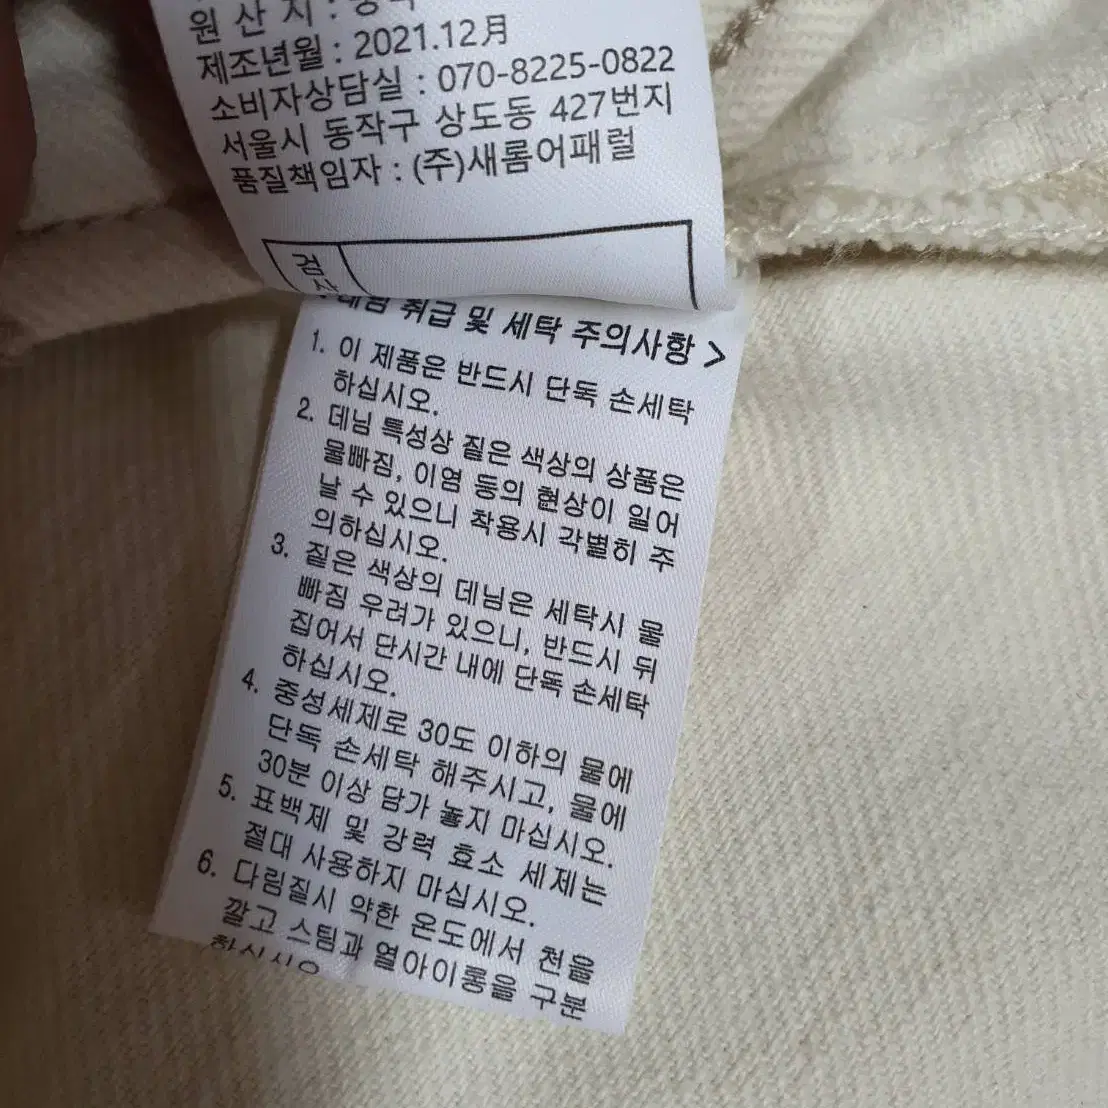 원 산 지 :
제조년월 : 2021.12月
소비자상담실 : 070-8225-0822
서울시 동작구 상도동 427번지
품질책임자 : (주)새롬어패럴
검사
데님 취급 및 세탁 주의사항 >
1. 이 제품은 반드시 단독 손세탁
하십시오.
2. 데님 특성상 짙은 색상의 상품은
물빠짐, 이염 등의 현상이 일어
날 수 있으니 착용시 각별히 주
의하십시오.
3. 짙은 색상의 데님은 세탁시 물
빠짐 우려가 있으니, 반드시 뒤
집어서 단시간 내에 단독 손세탁
하십시오.
4. 중성세제로 30도 이하의 물에
단독 손세탁 해주시고, 물에
30분 이상 담가 놓지 마십시오.
5. 표백제 및 강력 효소 세제는
절대 사용하지 마십시오.
6. 다림질시 약한 온도에서 천을
깔고 스팀과 열아이롱을 구분
하십시오